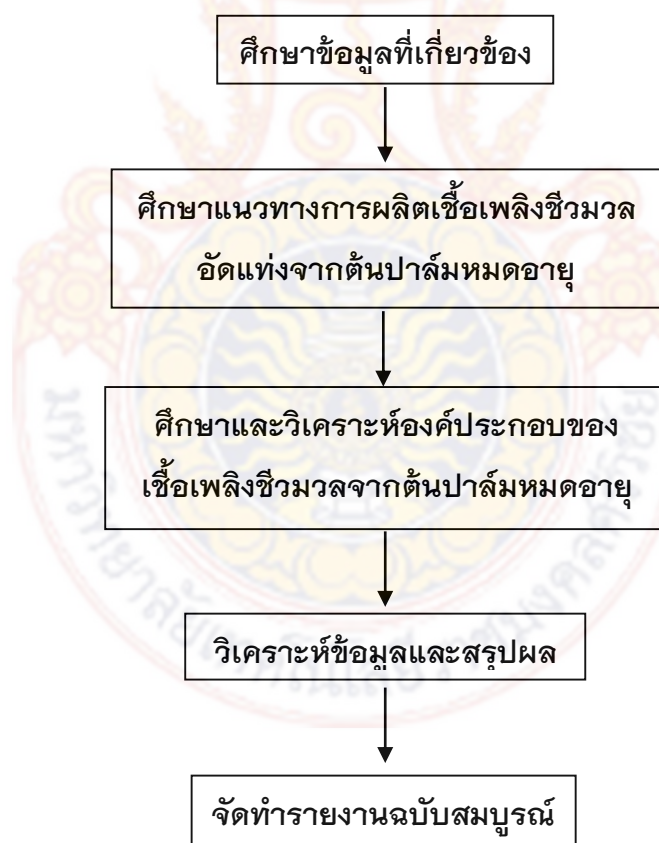 ศึกษาข้อมูลที่เกี่ยวข้อง
ศึกษาแนวทางการผลิตเชื้อเพลิงชีวมวล
อัดแท่งจากต้นปาล์มหมดอายุ
ศึกษาและวิเคราะห์องค์ประกอบของ
เชื้อเพลิงชีวมวลจากต้นปาล์มหมดอายุ
วิเคราะห์ข้อมูลและสรุปผล
จัดทำรายงานฉบับสมบูรณ์